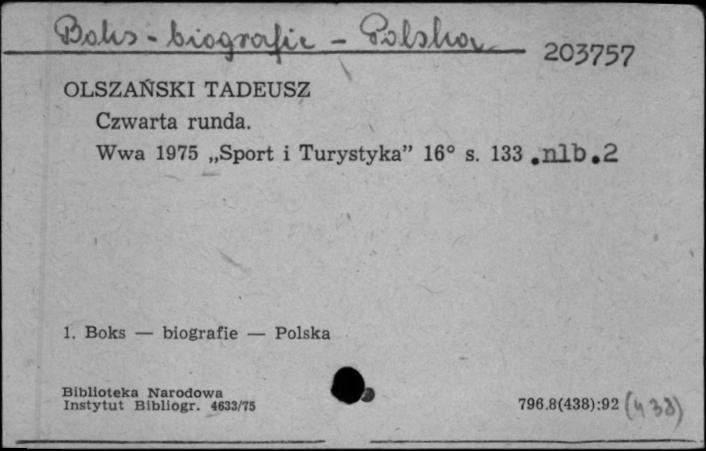 Boks - biografie - Polska
203757
OLSZAŃSKI TADEUSZ
Czwarta runda.
Wwa 1975 „Sport i Turystyka” 16° s. 133 .nlb.2
1. Boks — biografie — Polska
Biblioteka Narodowa
Instytut Bibliogr. 4633/75
796.8(438):92 (438)